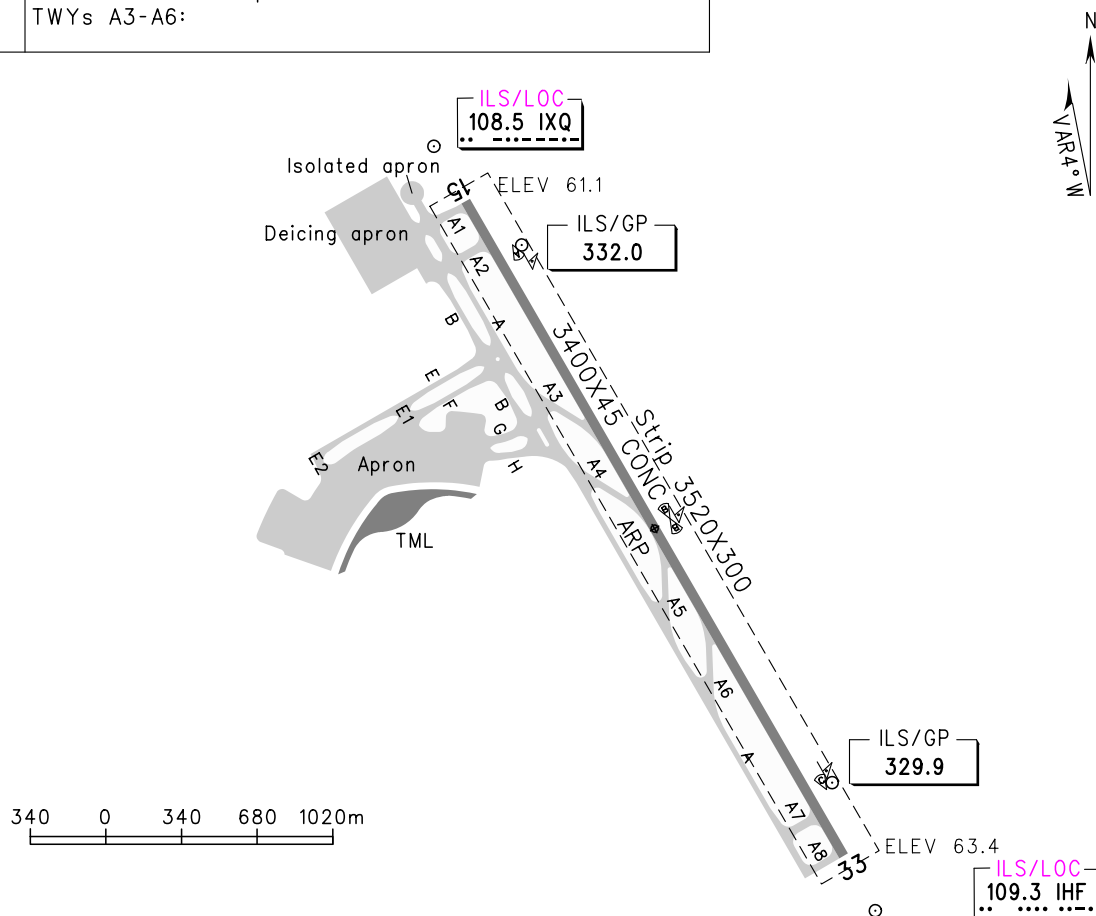 TWYs A3-A6:
N
VAR4°W
ILS/LOC
108.5 IXQ
Isolated apron
15
ELEV 61.1
Deicing apron
A1
ILS/GP
332.0
A2
B
A
3400X45 CONC
Strip 3520X300
E
A3
E1
F
B
G
H
E2
Apron
A4
ARP
TML
A5
A6
A
ILS/GP
329.9
A7
A8
33
ELEV 63.4
340 0 340 680 1020m
ILS/LOC
109.3 IHF